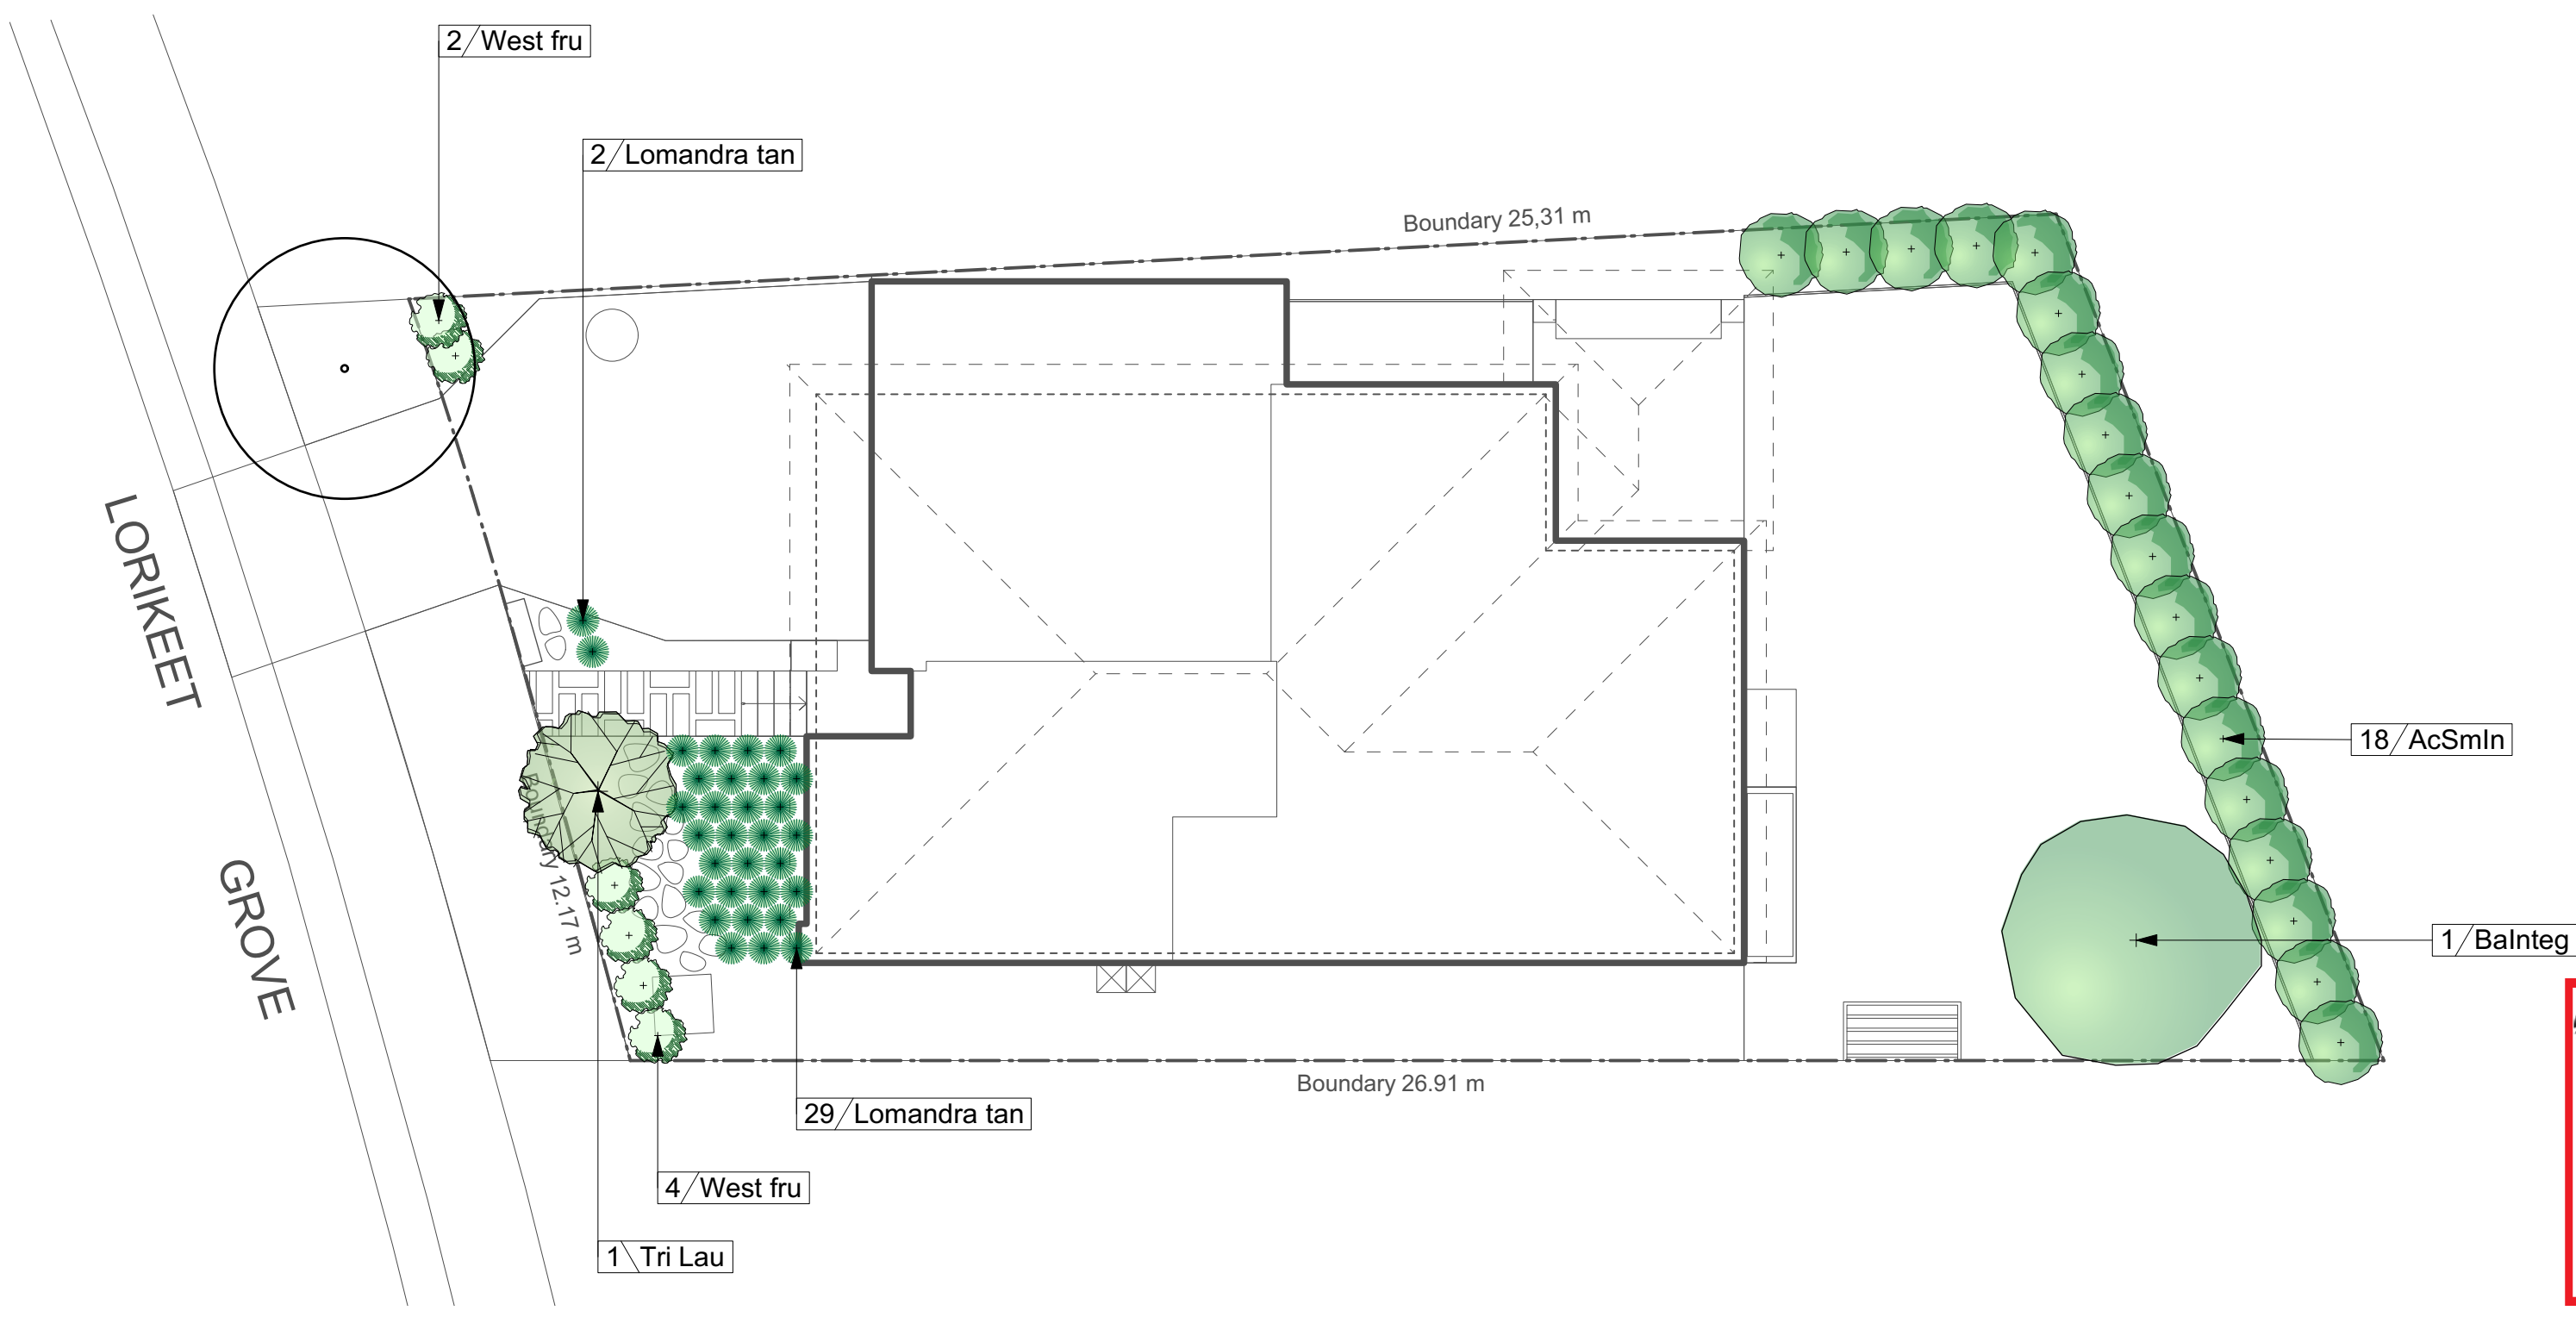 2/West fru
2/Lomandra tan
Boundary 25,31 m
LORIKEET
GROVE
18/AcSmIn
Boundary 12.17 m
1/BaInteg
Boundary 26.91 m
29/Lomandra tan
4/West fru
1\Tri Lau